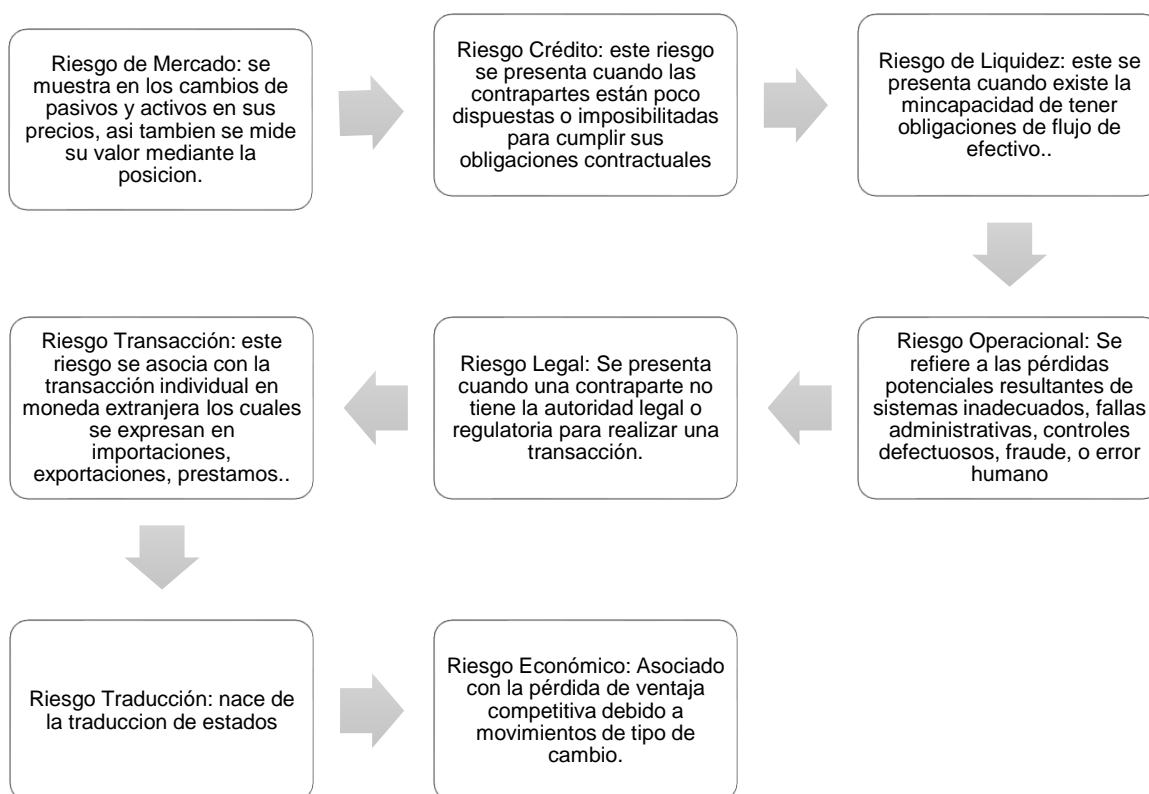 Riesgo de Mercado: se
muestra en los cambios de
pasivos y activos en sus
precios, asi tambien se mide
su valor mediante la
posicion.
Riesgo Crédito: este riesgo
se presenta cuando las
contrapartes están poco
dispuestas o imposibilitadas
para cumplir sus
obligaciones contractuales
Riesgo de Liquidez: este se
presenta cuando existe la
mincapacidad de tener
obligaciones de flujo de
efectivo..
Riesgo Operacional: Se
refiere a las pérdidas
potenciales resultantes de
sistemas inadecuados, fallas
administrativas, controles
defectuosos, fraude, o error
humano
Riesgo Legal: Se presenta
cuando una contraparte no
tiene la autoridad legal o
regulatoria para realizar una
transacción.
Riesgo Transacción: este
riesgo se asocia con la
transacción individual en
moneda extranjera los cuales
se expresan en
importaciones,
exportaciones, prestamos..
Riesgo Traducción: nace de
la traduccion de estados
Riesgo Económico: Asociado
con la pérdida de ventaja
competitiva debido a
movimientos de tipo de
cambio.